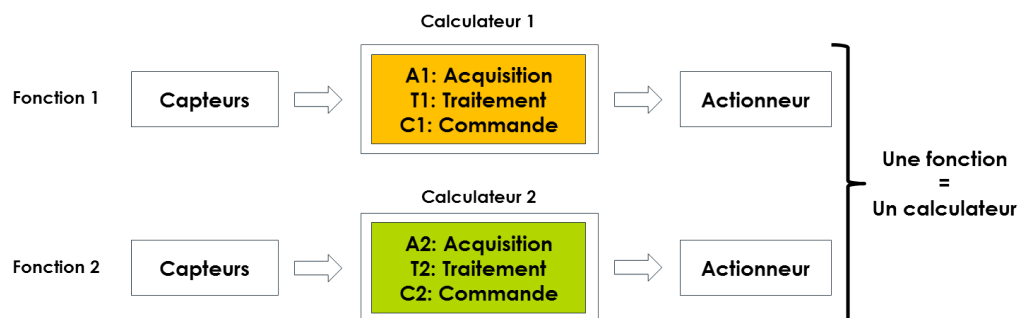 Calculateur 1
Fonction 1
Capteurs
A1: Acquisition
T1: Traitement
C1: Commande
Actionneur
Calculateur 2
Fonction 2
Capteurs
A2: Acquisition
T2: Traitement
C2: Commande
Actionneur
Une fonction
=
Un calculateur